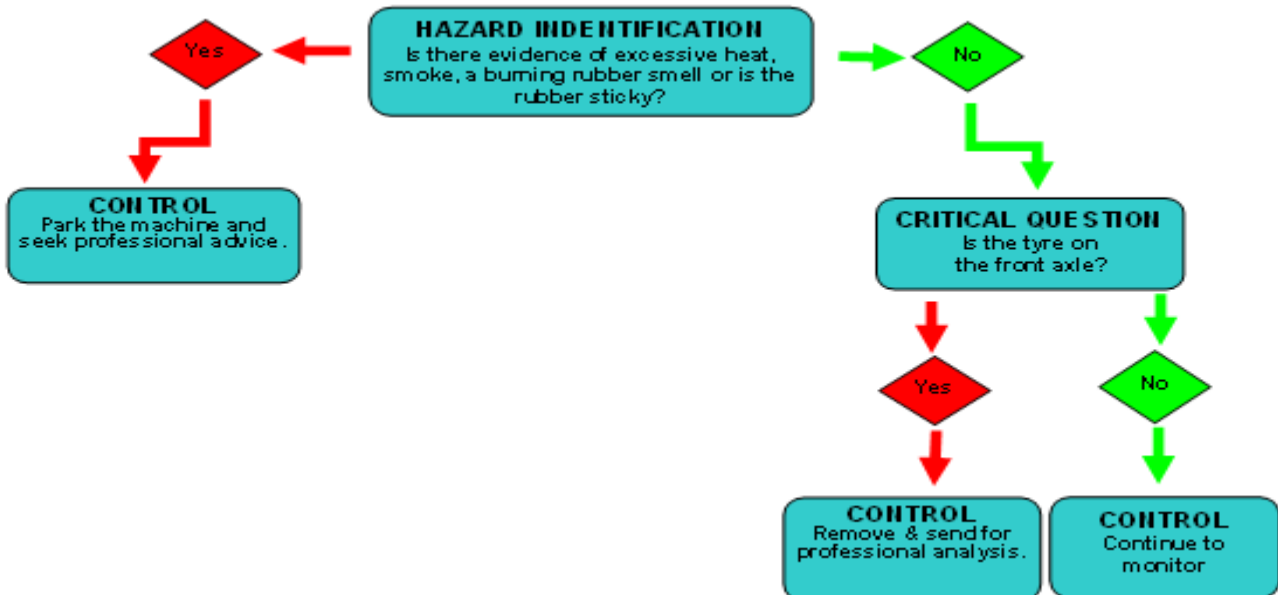 HAZARD INDENTIFICATION
Is there evidence of excessive heat,
smoke, a burning rubber smell or is the
rubber sticky?
Yes
No
CONTROL
Park the machine and
seek professional advice.
CRITICAL QUESTION
Is the tyre on
the front axle?
Yes
No
CONTROL
Remove & send for
professional analysis.
CONTROL
Continue to
monitor